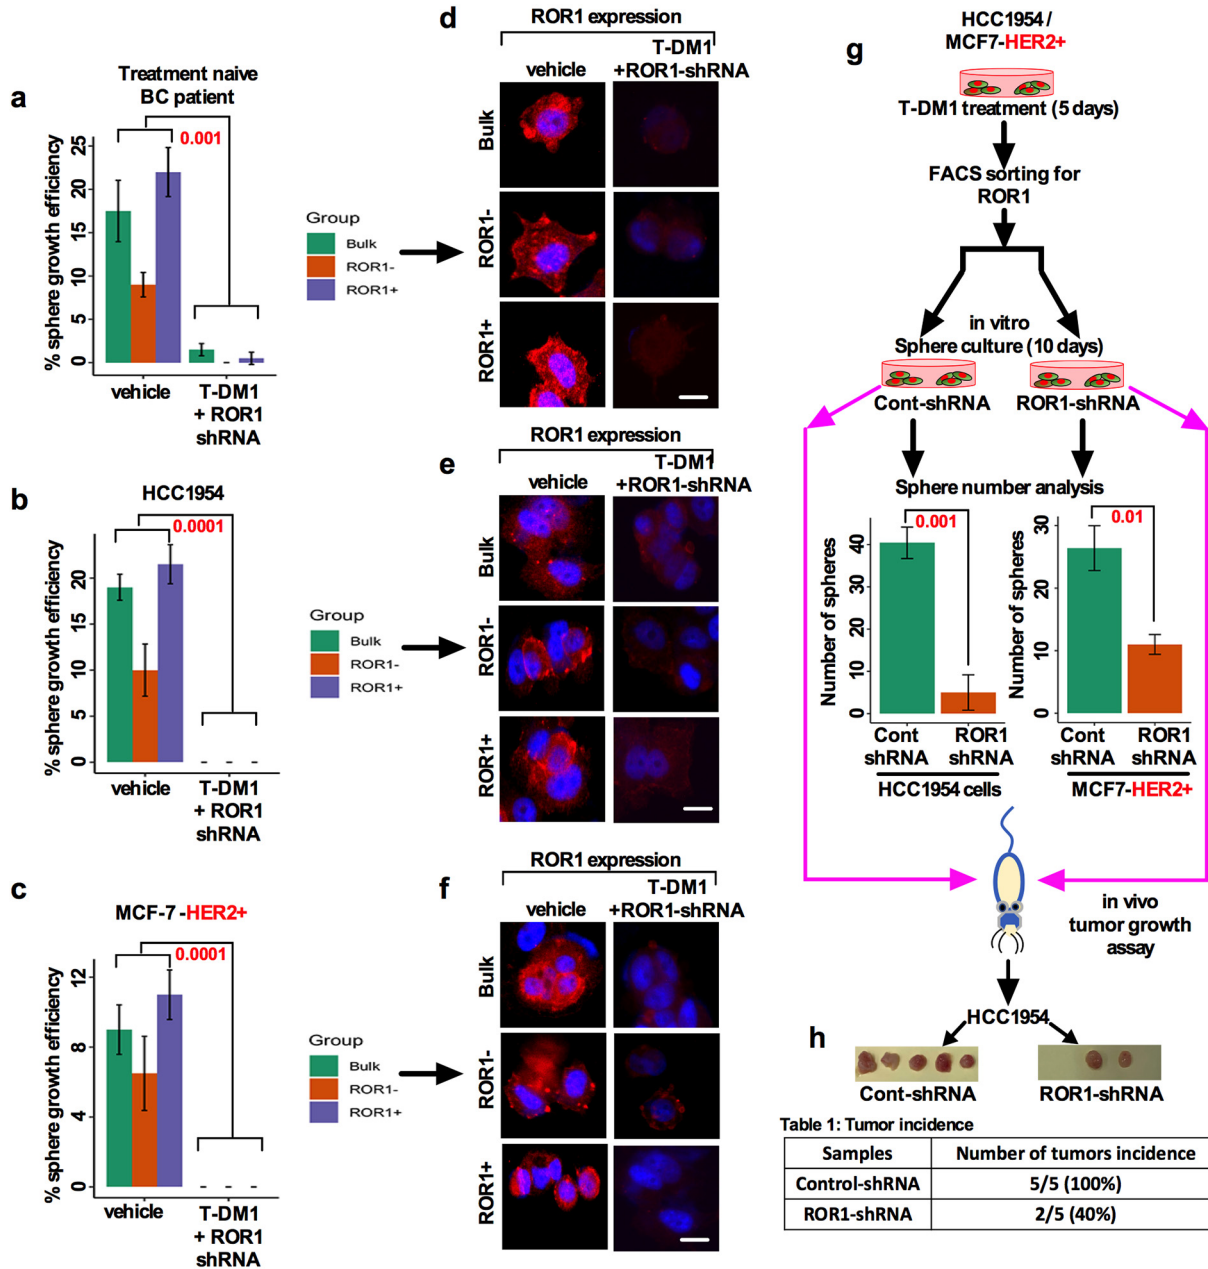 a
Treatment naive
BC patient
0.001
% sphere growth efficiency
25
20
15
10
5
0
vehicle
T-DM1
+ ROR1
shRNA
Group
Bulk
ROR1-
ROR1+
b
HCC1954
0.0001
% sphere growth efficiency
20
15
10
5
0
vehicle
T-DM1
+ ROR1
shRNA
Group
Bulk
ROR1-
ROR1+
c
MCF-7 -HER2+
0.0001
% sphere growth efficiency
12
8
4
0
vehicle
T-DM1
+ ROR1
shRNA
Group
Bulk
ROR1-
ROR1+
d
ROR1 expression
vehicle
T-DM1
+ROR1-shRNA
Bulk
ROR1-
ROR1+
e
ROR1 expression
vehicle
T-DM1
+ROR1-shRNA
Bulk
ROR1-
ROR1+
f
ROR1 expression
vehicle
T-DM1
+ROR1-shRNA
Bulk
ROR1-
ROR1+
g
HCC1954 /
MCF7-HER2+
T-DM1 treatment (5 days)
FACS sorting for
ROR1
in vitro
Sphere culture (10 days)
Cont-shRNA
ROR1-shRNA
Sphere number analysis
Number of spheres
40
30
20
10
0
0.001
Cont
shRNA
ROR1
shRNA
HCC1954 cells
Number of spheres
30
20
10
0
0.01
Cont
shRNA
ROR1
shRNA
MCF7-HER2+
in vivo
tumor growth
assay
h
HCC1954
Cont-shRNA
ROR1-shRNA
Table 1: Tumor incidence
Samples Number of tumors incidence
Control-shRNA 5/5 (100%)
ROR1-shRNA 2/5 (40%)